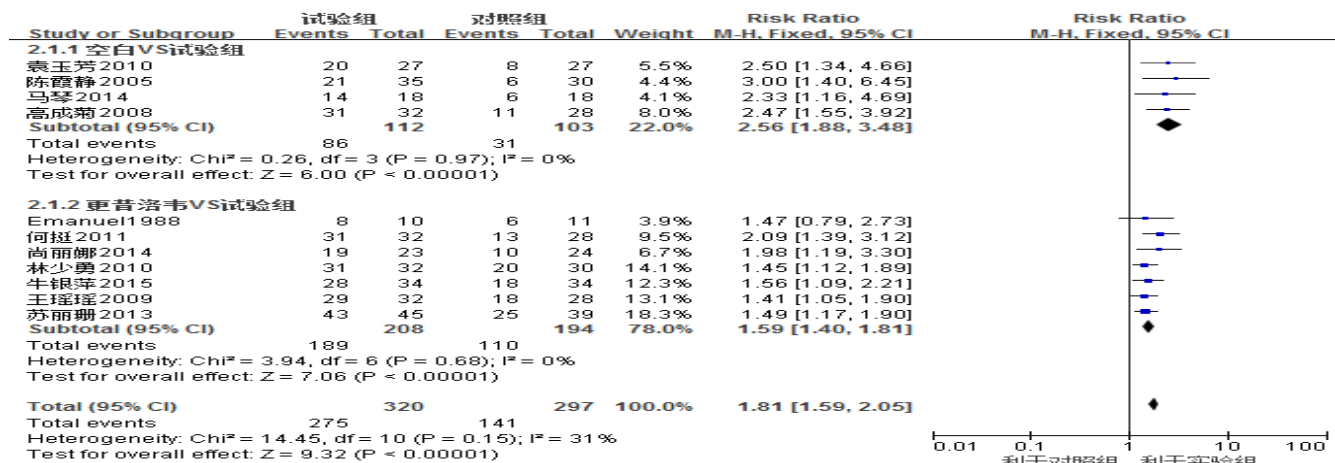 试验组 对照组 Risk Ratio Risk Ratio
Study or Subgroup Events Total Events Total Weight M-H, Fixed, 95% CI M-H, Fixed, 95% CI
2.1.1 空白VS试验组
袁玉芳2010 20 27 8 27 5.5% 2.50 [1.34, 4.66]
陈霞静2005 21 35 6 30 4.4% 3.00 [1.40, 6.45]
马琴2014 14 18 6 18 4.1% 2.33 [1.16, 4.69]
高成菊2008 31 32 11 28 8.0% 2.47 [1.55, 3.92]
Subtotal (95% CI) 112 103 22.0% 2.56 [1.88, 3.48]
Total events 86 31
Heterogeneity: Chi² = 0.26, df = 3 (P = 0.97); I² = 0%
Test for overall effect: Z = 6.00 (P < 0.00001)
2.1.2 更昔洛韦VS试验组
Emanuel1988 8 10 6 11 3.9% 1.47 [0.79, 2.73]
何挺2011 31 32 13 28 9.5% 2.09 [1.39, 3.12]
尚丽娜2014 19 23 10 24 6.7% 1.98 [1.19, 3.30]
林少勇2010 31 32 20 30 14.1% 1.45 [1.12, 1.89]
牛银萍2015 28 34 18 34 12.3% 1.56 [1.09, 2.21]
王瑶瑶2009 29 32 18 28 13.1% 1.41 [1.05, 1.90]
苏丽珊2013 43 45 25 39 18.3% 1.49 [1.17, 1.90]
Subtotal (95% CI) 208 194 78.0% 1.59 [1.40, 1.81]
Total events 189 110
Heterogeneity: Chi² = 3.94, df = 6 (P = 0.68); I² = 0%
Test for overall effect: Z = 7.06 (P < 0.00001)
Total (95% CI) 320 297 100.0% 1.81 [1.59, 2.05]
Total events 275 141
Heterogeneity: Chi² = 14.45, df = 10 (P = 0.15); I² = 31%
Test for overall effect: Z = 9.32 (P < 0.00001)
0.01 0.1 1 10 100
利于对照组 利于实验组